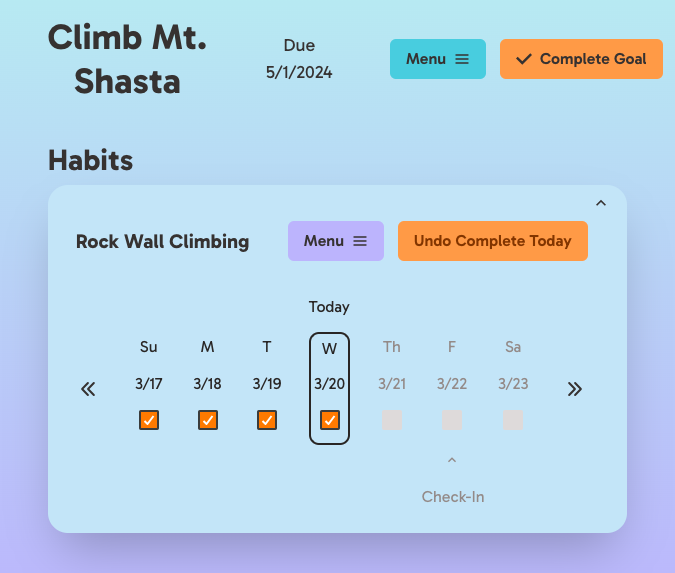 Climb Mt.
Shasta
Due
5/1/2024
Menu
Complete Goal
Habits
Rock Wall Climbing
Menu
Undo Complete Today
Today
Su M T W Th F Sa
3/17 3/18 3/19 3/20 3/21 3/22 3/23
Check-In